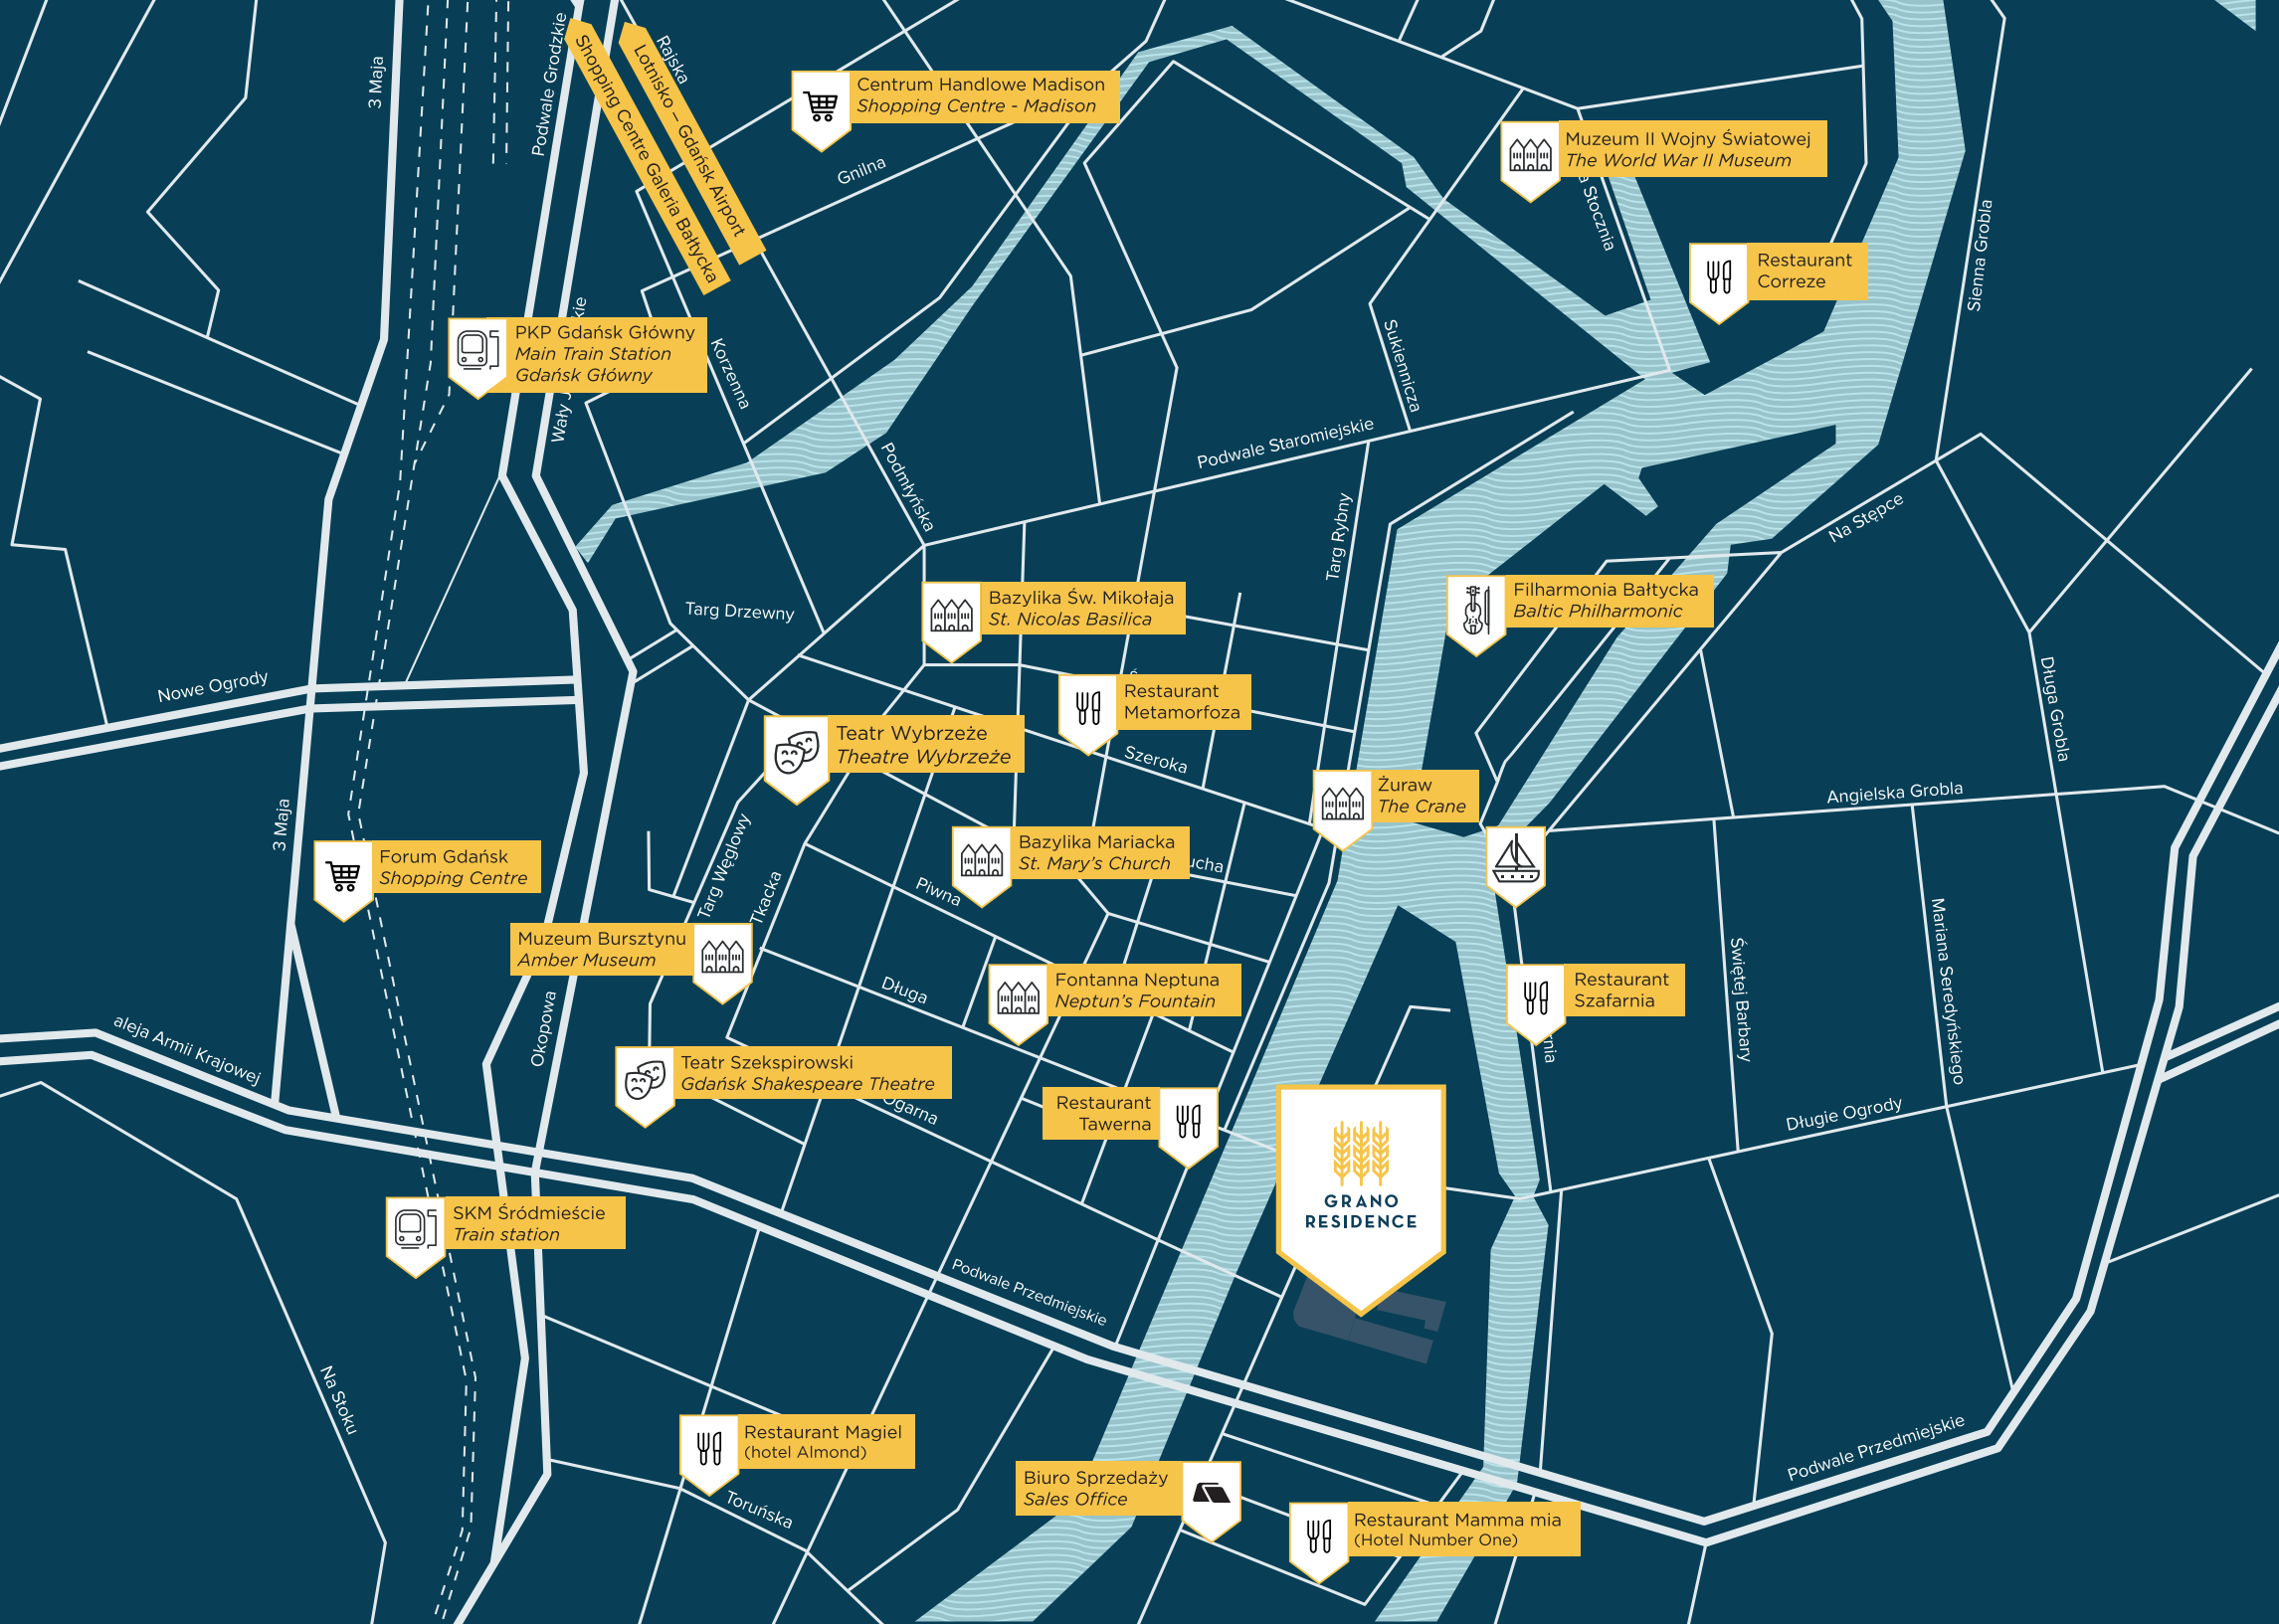 3 Maja
Podwale Grodzkie
Shopping Centre Galeria Bałtycka
Lotnisko – Gdańsk Airport
Rajska
Centrum Handlowe Madison
Shopping Centre - Madison
Gnilna
Muzeum II Wojny Światowej
The World War II Museum
Stocznia
Restaurant
Correze
Sienna Grobla
PKP Gdańsk Główny
Main Train Station
Gdańsk Główny
Wały
Korzenna
Sukiennicza
Podwale Staromiejskie
Podmłyńska
Targ Rybny
Na Stępce
Targ Drzewny
Bazylika Św. Mikołaja
St. Nicolas Basilica
Filharmonia Bałtycka
Baltic Philharmonic
Nowe Ogrody
Restaurant
Metamorfoza
Długa Grobla
Teatr Wybrzeże
Theatre Wybrzeże
Szeroka
Żuraw
The Crane
Angielska Grobla
3 Maja
Forum Gdańsk
Shopping Centre
Targ Węglowy
Tkacka
Bazylika Mariacka
St. Mary's Church
ucha
Piwna
Muzeum Bursztynu
Amber Museum
Długa
Fontanna Neptuna
Neptun's Fountain
Restaurant
Szafarnia
rnia
Świętej Barbary
Mariana Seredyńskiego
Okopowa
aleja Armii Krajowej
Teatr Szekspirowski
Gdańsk Shakespeare Theatre
Ogarna
Restaurant
Tawerna
Długie Ogrody
GRANO
RESIDENCE
SKM Śródmieście
Train station
Podwale Przedmiejskie
Na Stoku
Restaurant Magiel
(hotel Almond)
Toruńska
Biuro Sprzedaży
Sales Office
Restaurant Mamma mia
(Hotel Number One)
Podwale Przedmiejskie